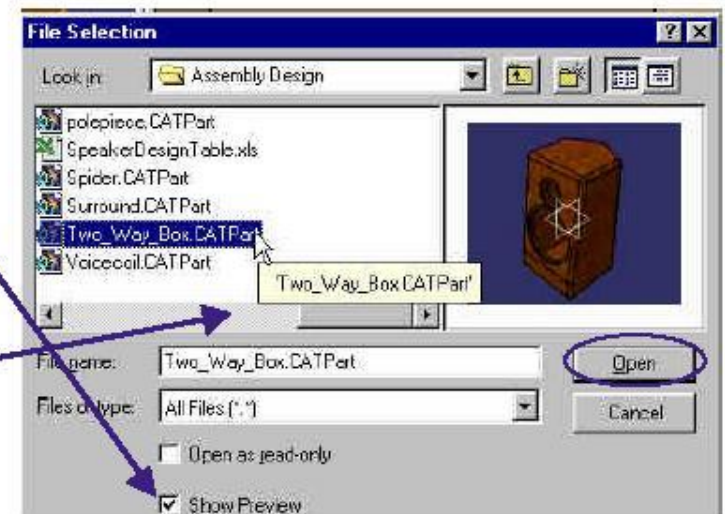 File Selection
Look in: Assembly Design
polepiece.CATPart
SpeakerDesignTable.xls
Spider.CATPart
Surround.CATPart
Two_Way_Box.CATPart
Voicecoil.CATPart
'Two_Way_Box.CATPart'
File name: Two_Way_Box.CATPart Open
Files of type: All Files (*.*) Cancel
Open as read-only
Show Preview